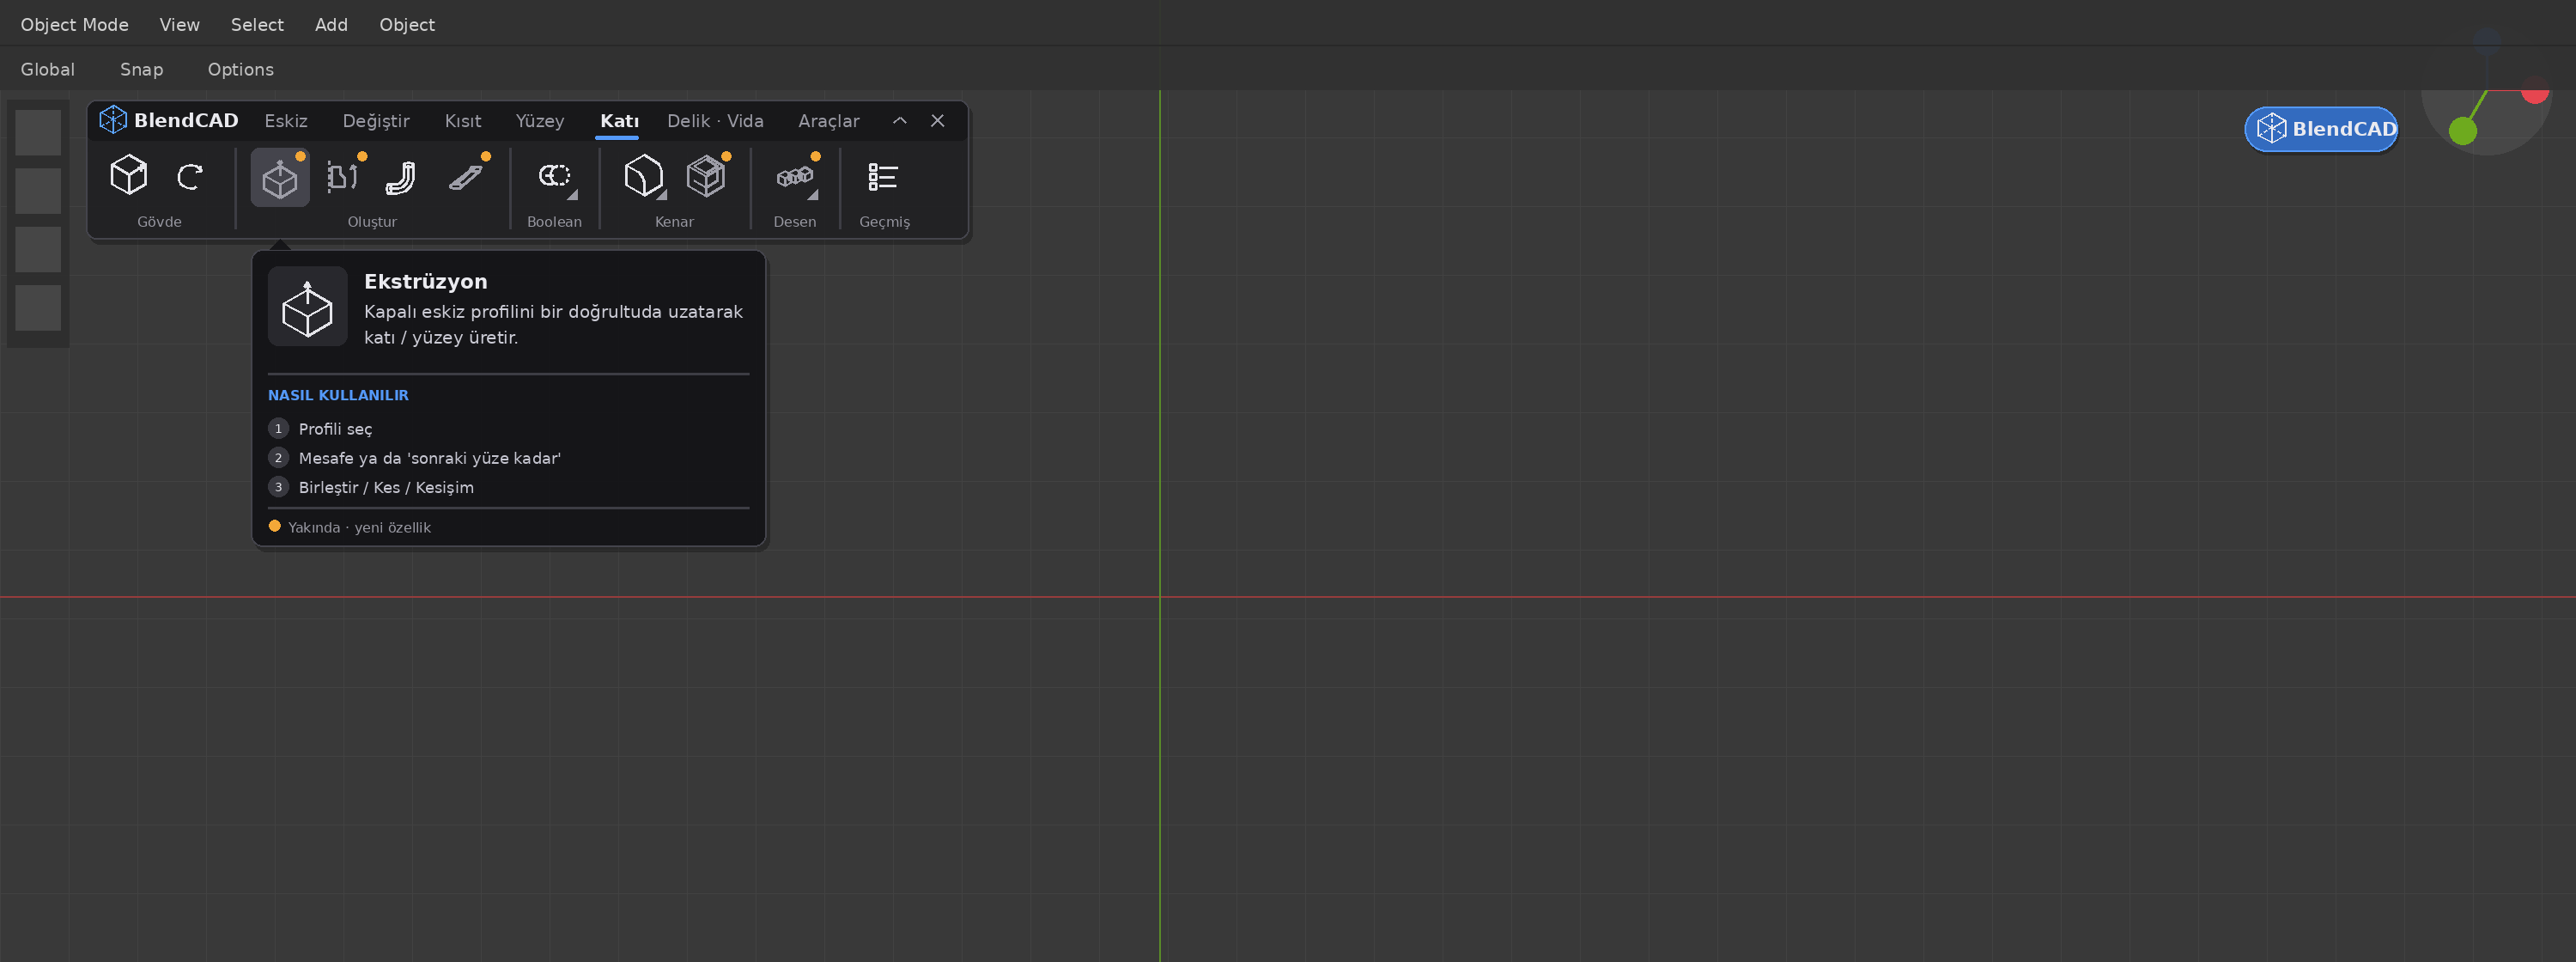 Object Mode View Select Add Object
Global Snap Options
BlendCAD Eskiz Değiştir Kısıt Yüzey Katı Delik · Vida Araçlar
BlendCAD
Gövde Oluştur Boolean Kenar Desen Geçmiş
Ekstrüzyon
Kapalı eskiz profilini bir doğrultuda uzatarak
katı / yüzey üretir.
NASIL KULLANILIR
1 Profili seç
2 Mesafe ya da 'sonraki yüze kadar'
3 Birleştir / Kes / Kesişim
Yakında · yeni özellik